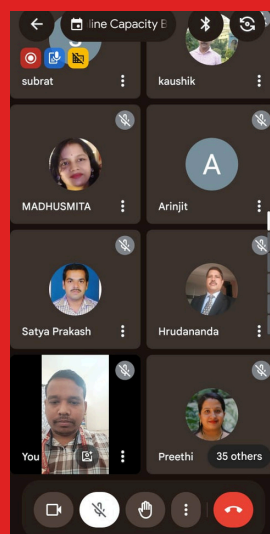 line Capacity B
subrat
kaushik
MADHUSMITA
A
Arinjit
Satya Prakash
Hrudananda
You
Preethi
35 others